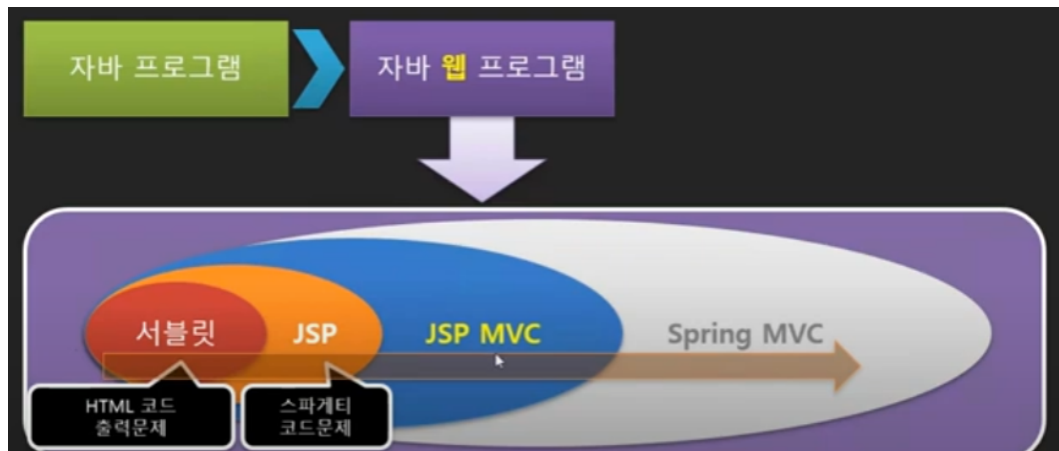 자바 프로그램
자바 웹 프로그램
서블릿
JSP
JSP MVC
Spring MVC
HTML 코드
출력문제
스파게티
코드문제